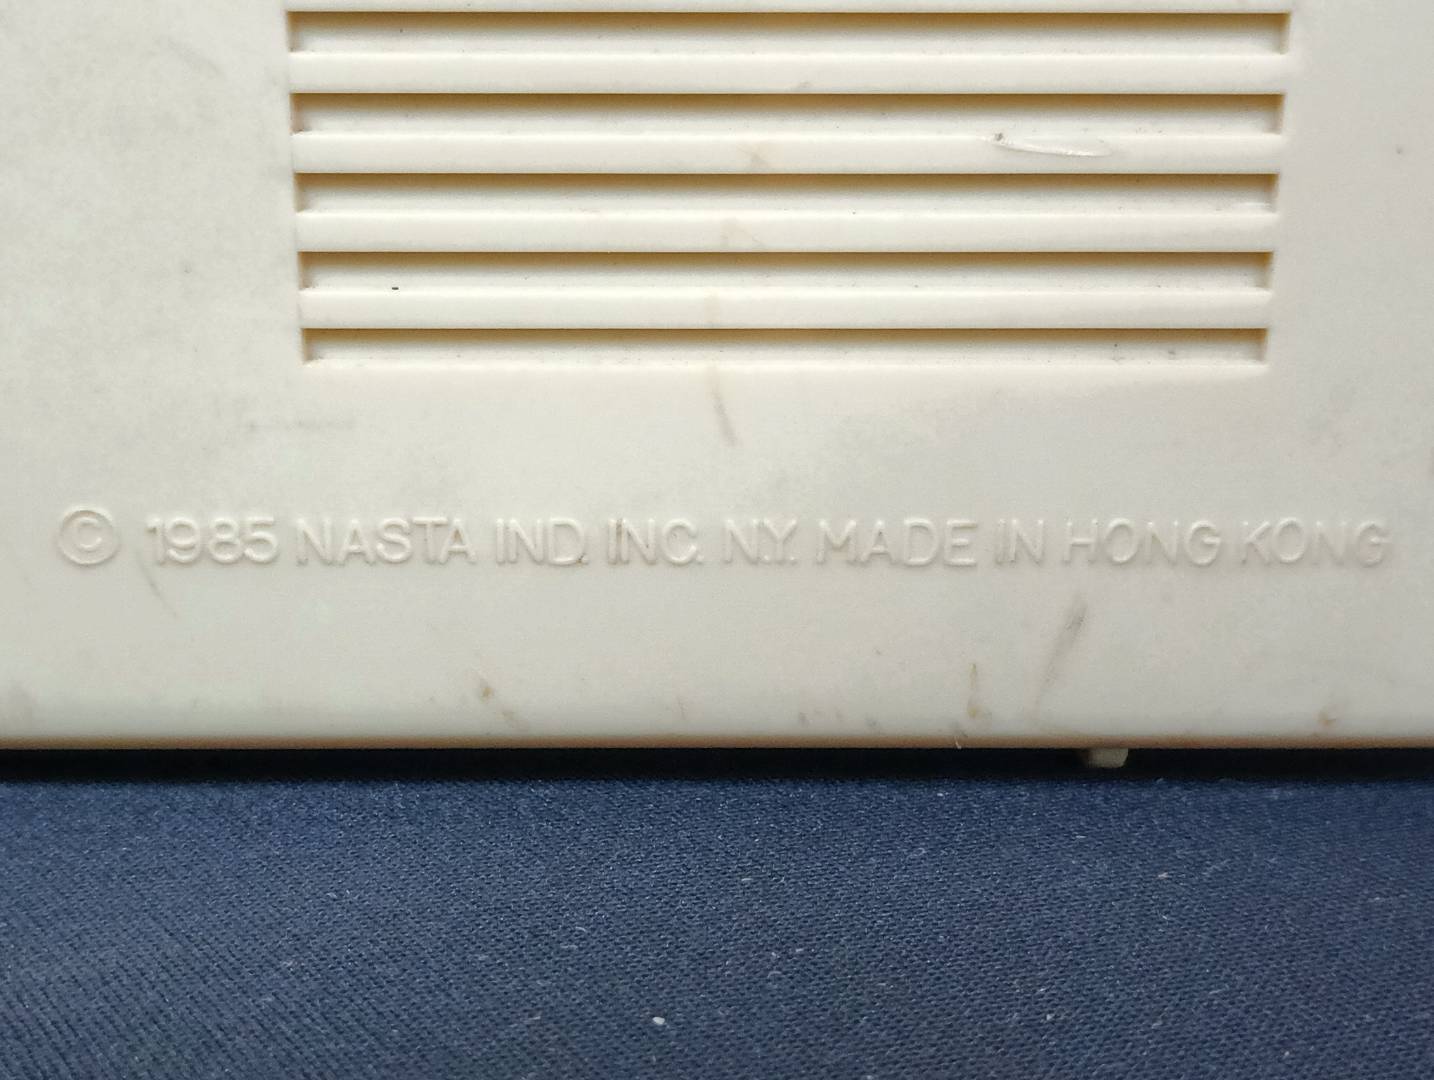 © 1985 NASTA IND. INC. N.Y. MADE IN HONG KONG